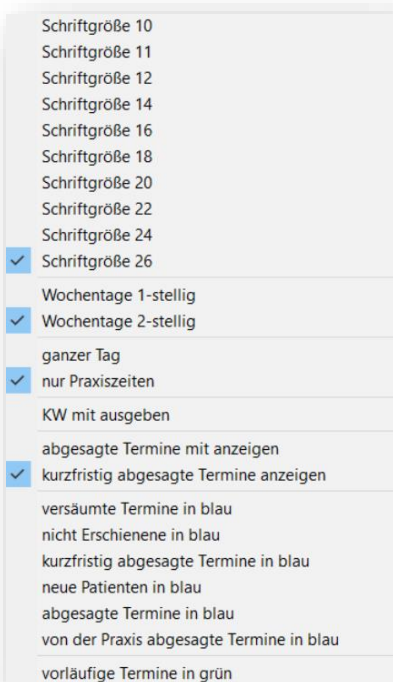 Schriftgröße 10
Schriftgröße 11
Schriftgröße 12
Schriftgröße 14
Schriftgröße 16
Schriftgröße 18
Schriftgröße 20
Schriftgröße 22
Schriftgröße 24
Schriftgröße 26
Wochentage 1-stellig
Wochentage 2-stellig
ganzer Tag
nur Praxiszeiten
KW mit ausgeben
abgesagte Termine mit anzeigen
kurzfristig abgesagte Termine anzeigen
versäumte Termine in blau
nicht Erschienene in blau
kurzfristig abgesagte Termine in blau
neue Patienten in blau
abgesagte Termine in blau
von der Praxis abgesagte Termine in blau
vorläufige Termine in grün